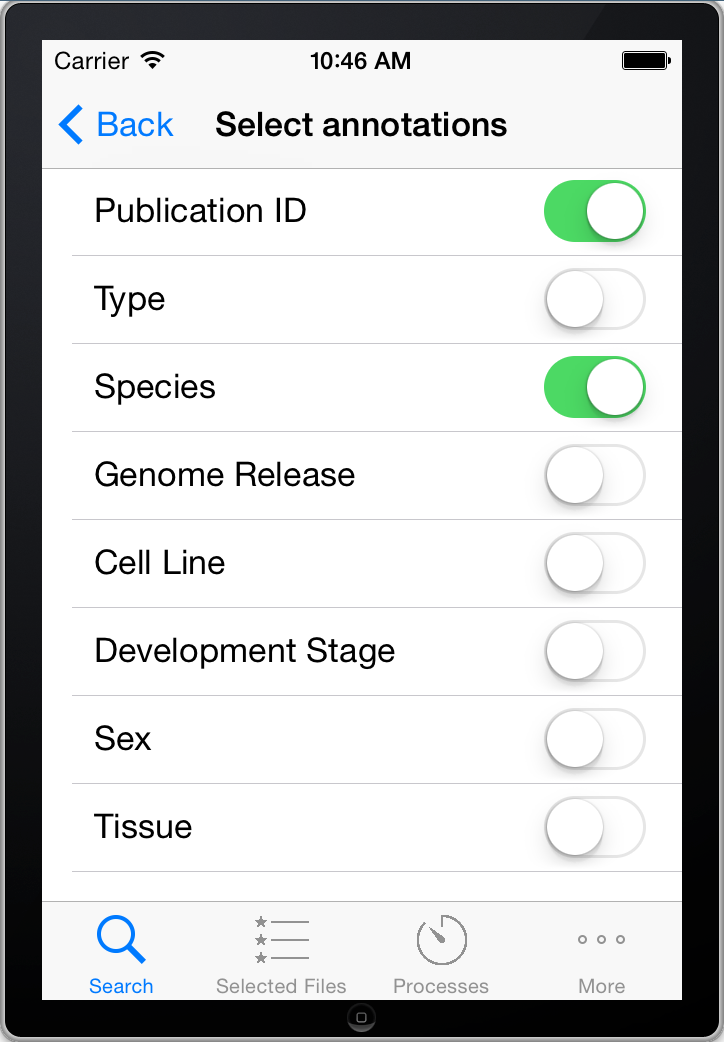 Carrier 10:46 AM
Back Select annotations
Publication ID
Type
Species
Genome Release
Cell Line
Development Stage
Sex
Tissue
Search Selected Files Processes More